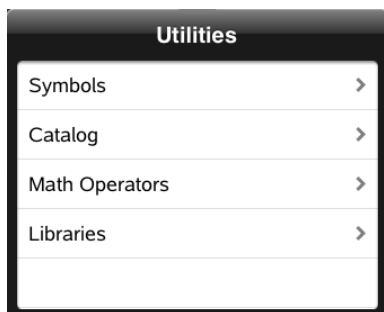 Utilities
Symbols
Catalog
Math Operators
Libraries